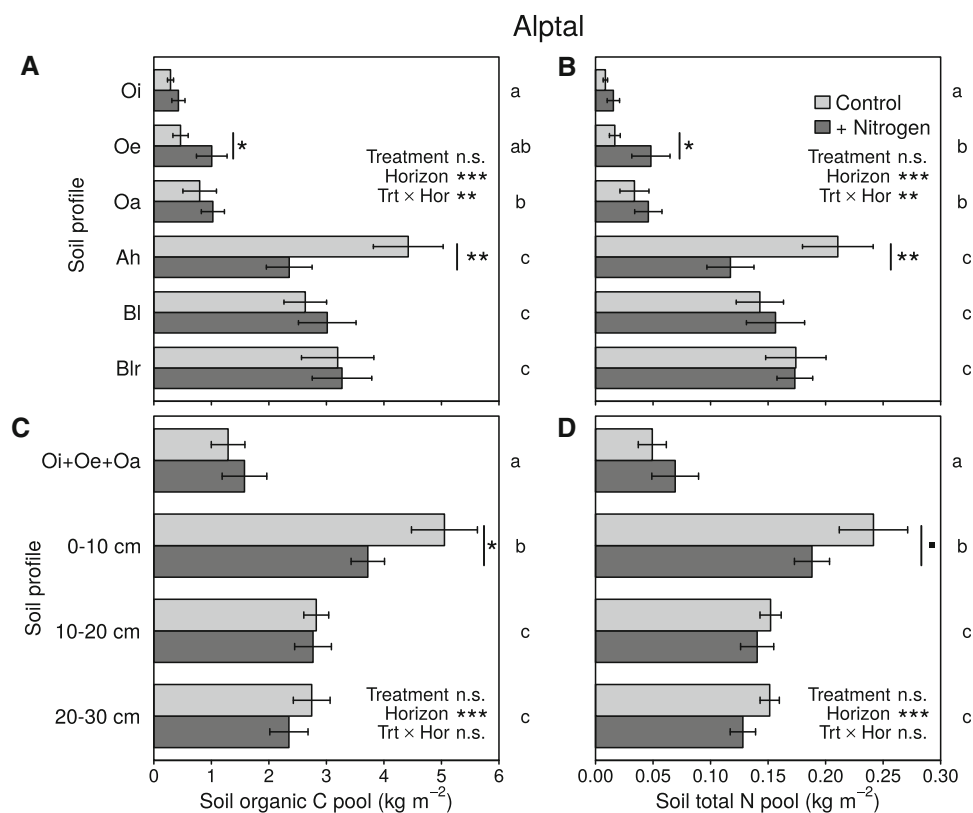 Alptal
A
B
Oi
a
a
Control
+ Nitrogen
Oe
*
ab
*
b
Treatment n.s.
Horizon ***
Trt × Hor **
Treatment n.s.
Horizon ***
Trt × Hor **
Oa
b
b
Soil profile
Ah
**
c
**
c
Bl
c
c
Blr
c
c
C
D
Oi+Oe+Oa
a
a
0-10 cm
*
b
▪
b
Soil profile
10-20 cm
c
c
20-30 cm
Treatment n.s.
Horizon ***
Trt × Hor n.s.
c
Treatment n.s.
Horizon ***
Trt × Hor n.s.
c
0 1 2 3 4 5 6
0.00 0.05 0.10 0.15 0.20 0.25 0.30
Soil organic C pool (kg m⁻²)
Soil total N pool (kg m⁻²)